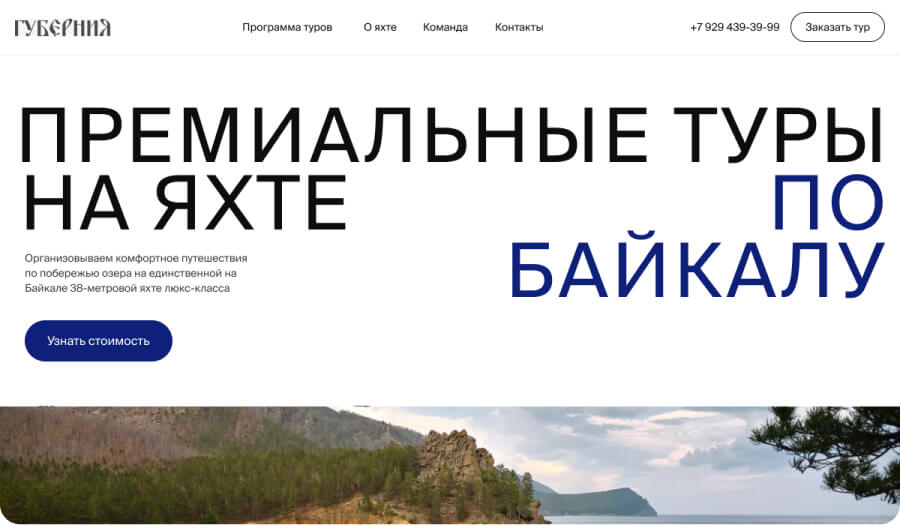 ГУБЕРНИЯ
Программа туров
О яхте
Команда
Контакты
+7 929 439-39-99
Заказать тур
ПРЕМИАЛЬНЫЕ ТУРЫ
НА ЯХТЕ ПО
БАЙКАЛУ
Организовываем комфортное путешествия
по побережью озера на единственной на
Байкале 38-метровой яхте люкс-класса
Узнать стоимость